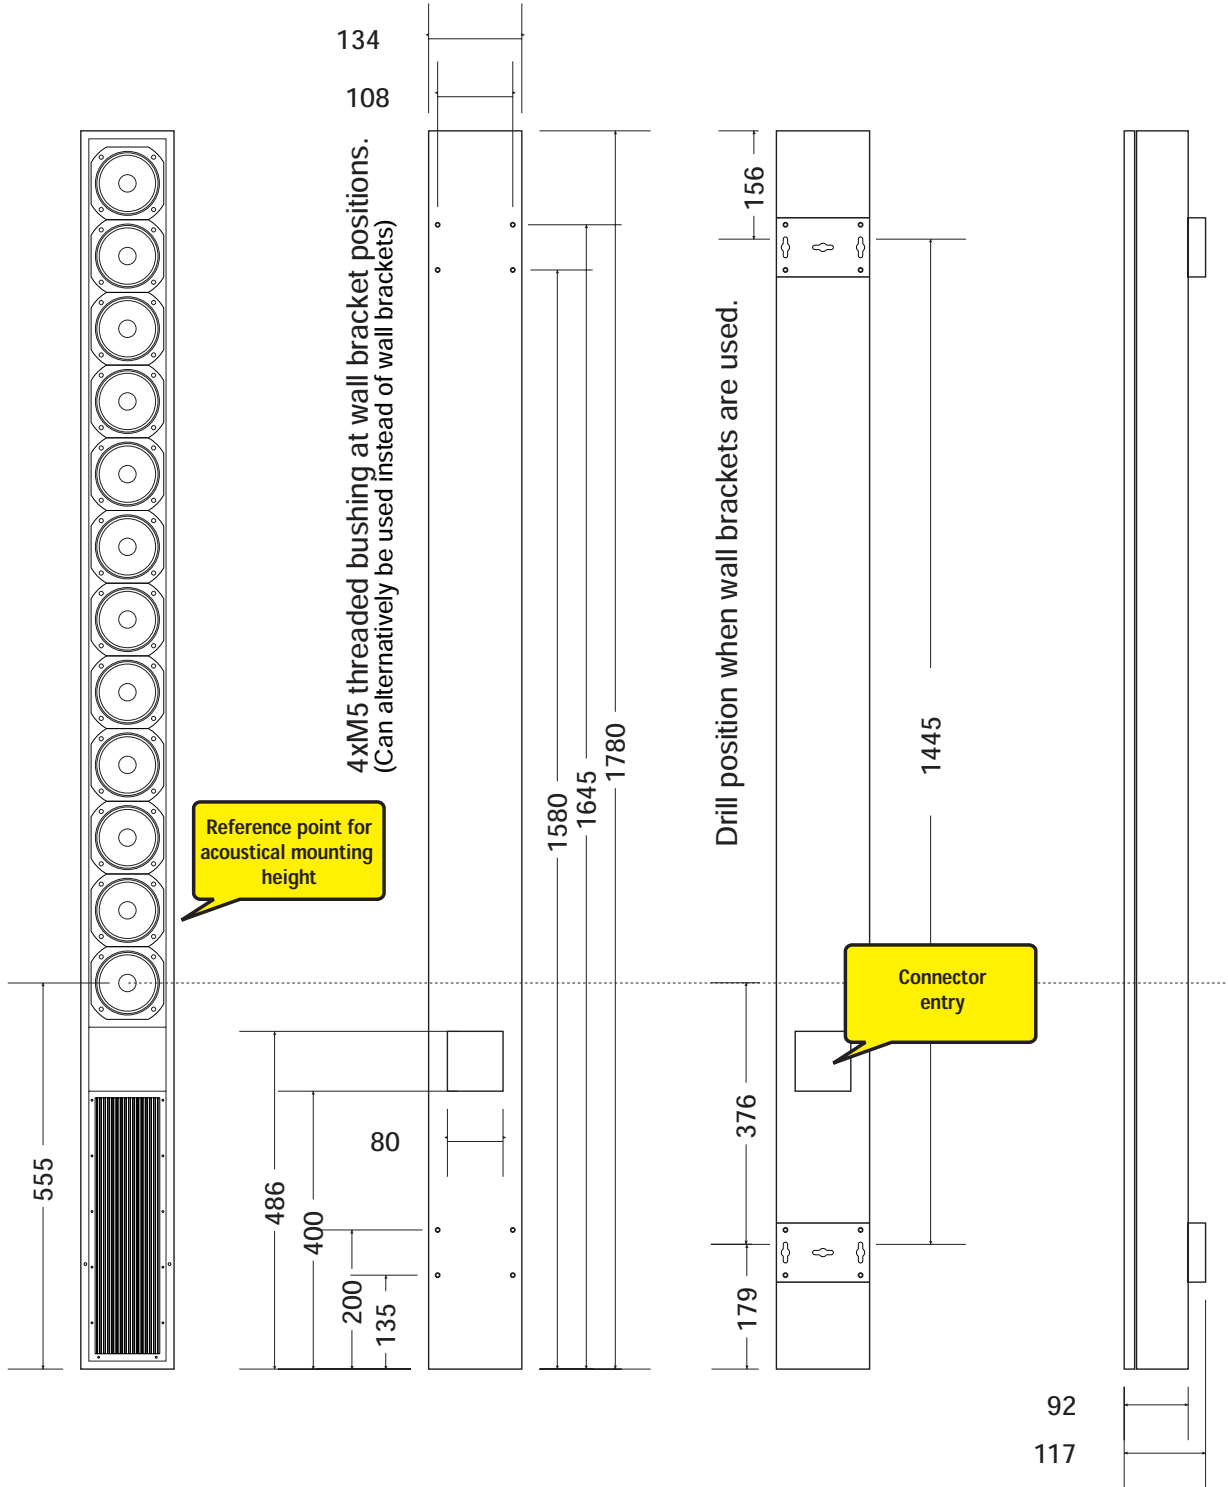 134
108
4xM5 threaded bushing at wall bracket positions.
(Can alternatively be used instead of wall brackets)
156
Drill position when wall brackets are used.
1580
1645
1780
1445
Reference point for
acoustical mounting
height
Connector
entry
555
486
400
80
200
135
376
179
92
117